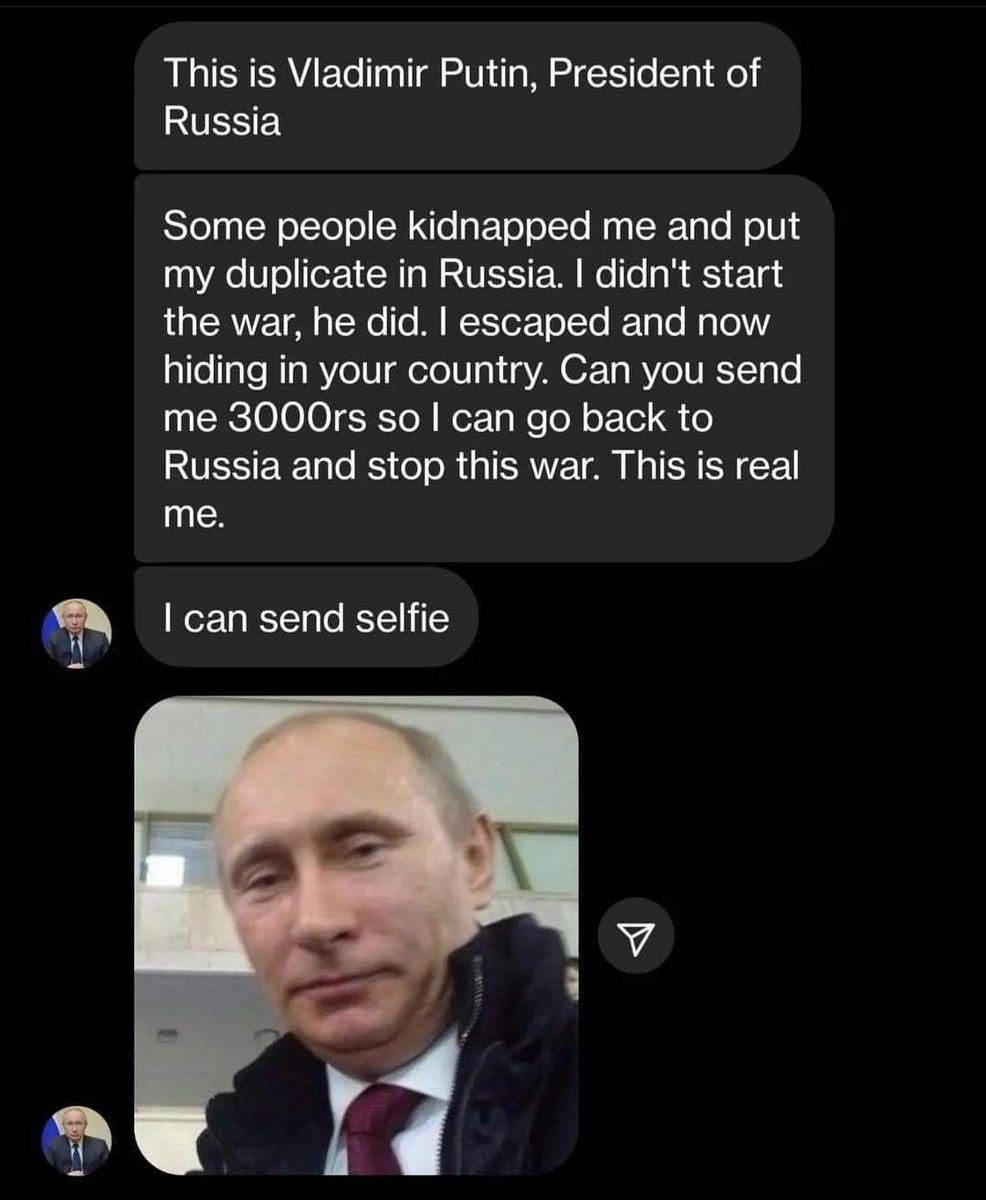 This is Vladimir Putin, President of
Russia
Some people kidnapped me and put
my duplicate in Russia. I didn't start
the war, he did. I escaped and now
hiding in your country. Can you send
me 3000rs so I can go back to
Russia and stop this war. This is real
me.
I can send selfie